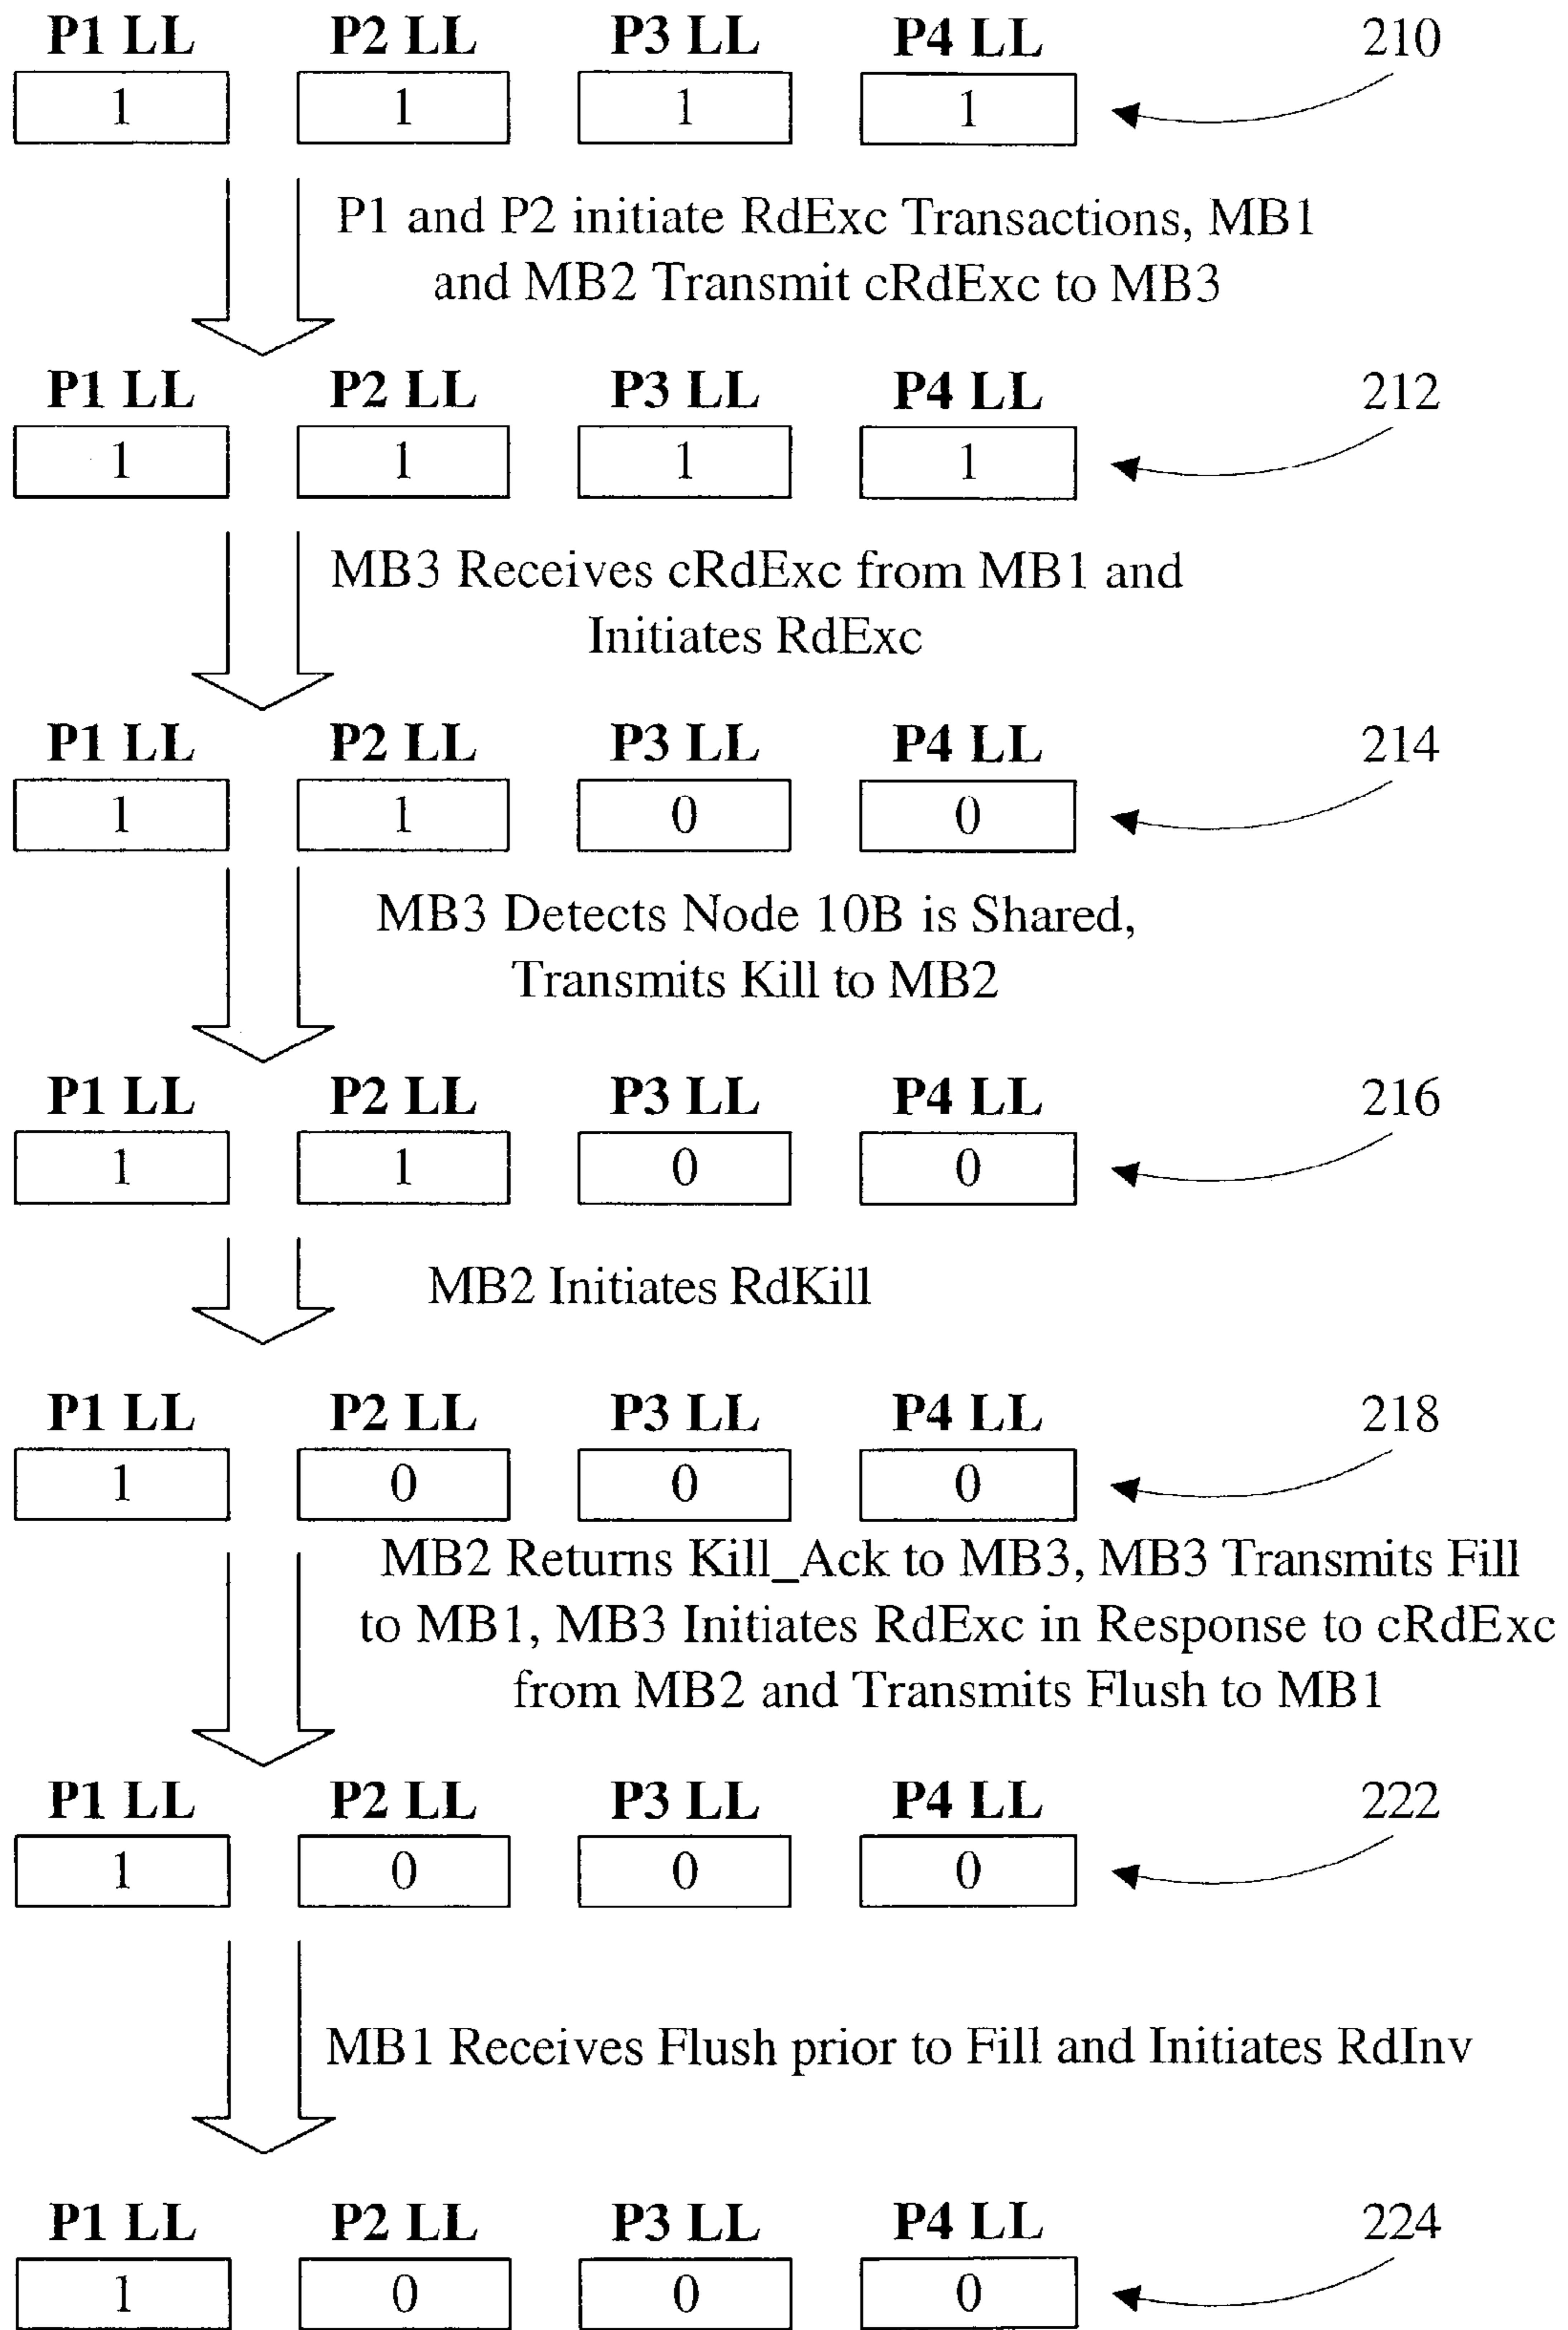 P1 LL P2 LL P3 LL P4 LL 210
1 1 1 1
P1 and P2 initiate RdExc Transactions, MB1
and MB2 Transmit cRdExc to MB3
P1 LL P2 LL P3 LL P4 LL 212
1 1 1 1
MB3 Receives cRdExc from MB1 and
Initiates RdExc
P1 LL P2 LL P3 LL P4 LL 214
1 1 0 0
MB3 Detects Node 10B is Shared,
Transmits Kill to MB2
P1 LL P2 LL P3 LL P4 LL 216
1 1 0 0
MB2 Initiates RdKill
P1 LL P2 LL P3 LL P4 LL 218
1 0 0 0
MB2 Returns Kill_Ack to MB3, MB3 Transmits Fill
to MB1, MB3 Initiates RdExc in Response to cRdExc
from MB2 and Transmits Flush to MB1
P1 LL P2 LL P3 LL P4 LL 222
1 0 0 0
MB1 Receives Flush prior to Fill and Initiates RdInv
P1 LL P2 LL P3 LL P4 LL 224
1 0 0 0